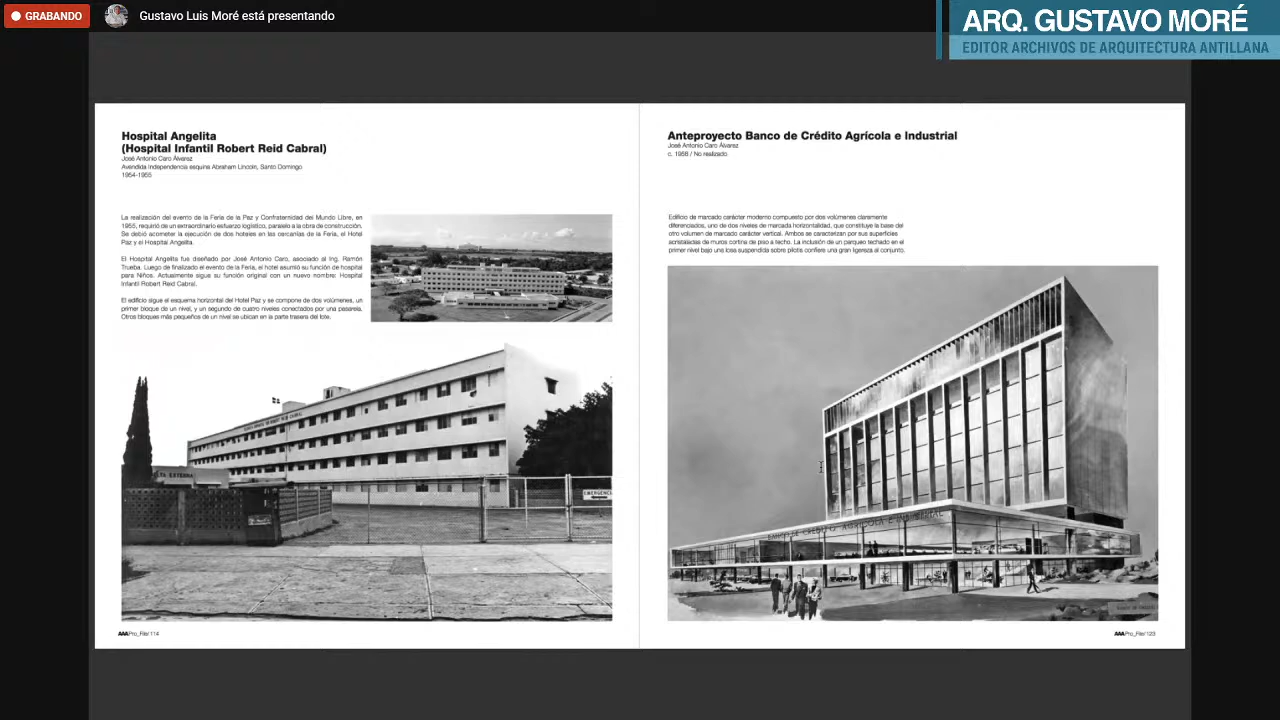 GRABANDO
Gustavo Luis Moré está presentando
ARQ. GUSTAVO MORÉ
EDITOR ARCHIVOS DE ARQUITECTURA ANTILLANA
Hospital Angelita
(Hospital Infantil Robert Reid Cabral)
José Antonio Caro Álvarez
Avenida Independencia esquina Abraham Lincoln, Santo Domingo
1954-1955
La realización del evento de la Feria de la Paz y Confraternidad del Mundo Libre, en
1955, requirió de un extraordinario esfuerzo logístico, paralelo a la obra de construcción.
Se debió acometer la ejecución de dos hoteles en las cercanías de la Feria, el Hotel
Paz y el Hospital Angelita.
El Hospital Angelita fue diseñado por José Antonio Caro, asociado al Ing. Ramón
Trueba. Luego de finalizado el evento de la Feria, el hotel asumió su función de hospital
para Niños. Actualmente sigue su función original con un nuevo nombre: Hospital
Infantil Robert Reid Cabral.
El edificio sigue el esquema horizontal del Hotel Paz y se compone de dos volúmenes, un
primer bloque de un nivel, y un segundo de cuatro niveles conectados por una pasarela.
Otros bloques más pequeños de un nivel se ubican en la parte trasera del lote.
EMERGENCIA
AAAPro_File/114
Anteproyecto Banco de Crédito Agrícola e Industrial
José Antonio Caro Álvarez
c. 1956 / No realizado.
Edificio de marcado carácter moderno compuesto por dos volúmenes claramente
diferenciados, uno de dos niveles de marcada horizontalidad, que constituye la base del
otro volumen de marcado carácter vertical. Ambos se caracterizan por sus superficies
acristaladas de muros cortina de piso a techo. La inclusión de un parqueo techado en el
primer nivel bajo una losa suspendida sobre pilotis confiere una gran ligereza al conjunto.
BANCO DE CREDITO AGRICOLA E INDUSTRIAL
AAAPro_File/123